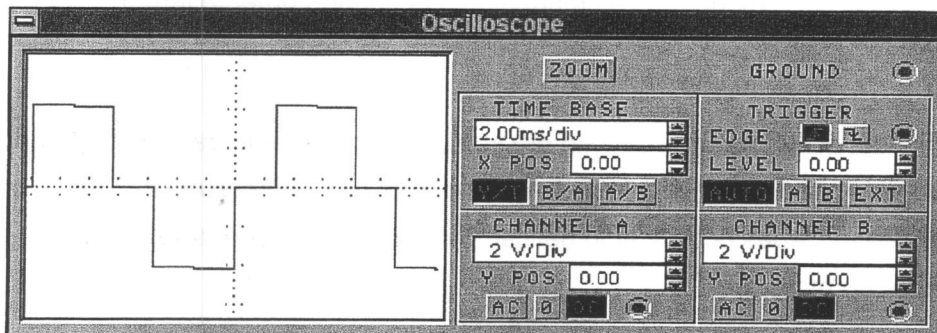 Oscilloscope
ZOOM GROUND
TIME BASE
2.00ms/div
X POS 0.00
Y/T B/A A/B
TRIGGER
EDGE
LEVEL 0.00
AUTO A B EXT
CHANNEL A
2 V/Div
Y POS 0.00
AC 0
CHANNEL B
2 V/Div
Y POS 0.00
AC 0